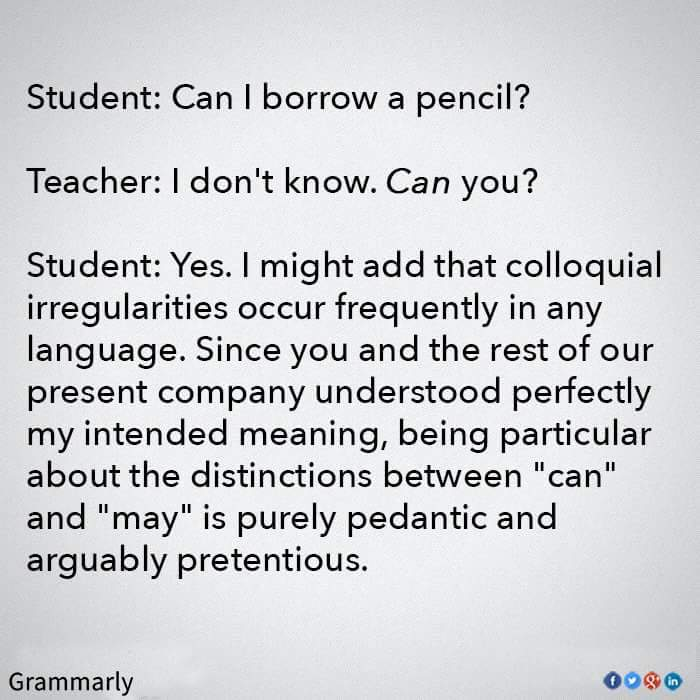 Student: Can I borrow a pencil?
Teacher: I don't know. Can you?
Student: Yes. I might add that colloquial
irregularities occur frequently in any
language. Since you and the rest of our
present company understood perfectly
my intended meaning, being particular
about the distinctions between "can"
and "may" is purely pedantic and
arguably pretentious.
Grammarly